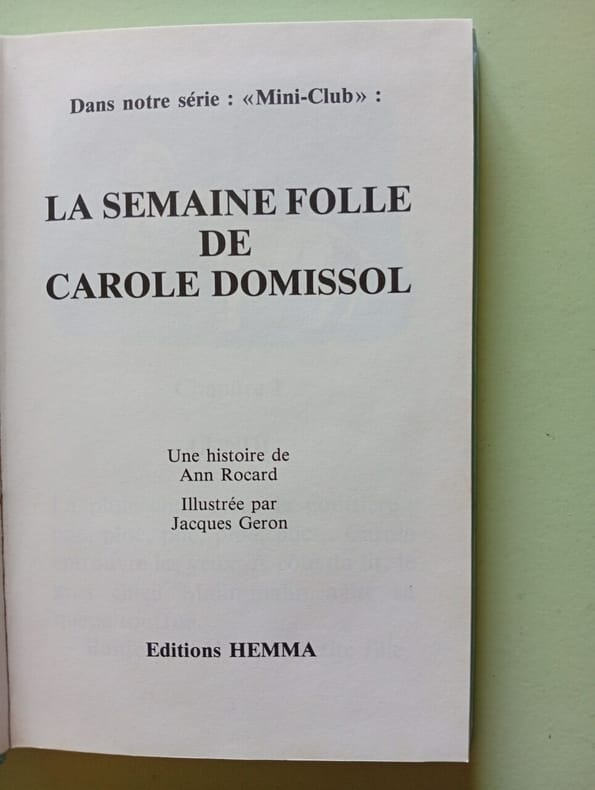 Dans notre série : «Mini-Club» :
LA SEMAINE FOLLE
DE
CAROLE DOMISSOL
Une histoire de
Ann Rocard
Illustrée par
Jacques Geron
Editions HEMMA